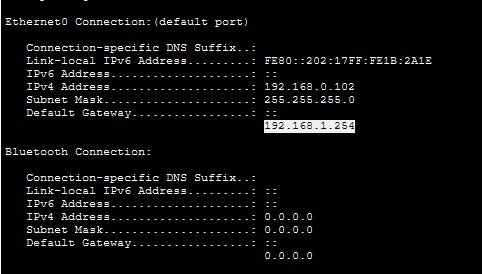 Ethernet0 Connection:(default port)
Connection-specific DNS Suffix..:
Link-local IPv6 Address.........: FE80::202:17FF:FE1B:2A1E
IPv6 Address....................: ::
IPv4 Address....................: 192.168.0.102
Subnet Mask.....................: 255.255.255.0
Default Gateway.................: ::
192.168.1.254
Bluetooth Connection:
Connection-specific DNS Suffix..:
Link-local IPv6 Address.........: ::
IPv6 Address....................: ::
IPv4 Address....................: 0.0.0.0
Subnet Mask.....................: 0.0.0.0
Default Gateway.................: ::
0.0.0.0